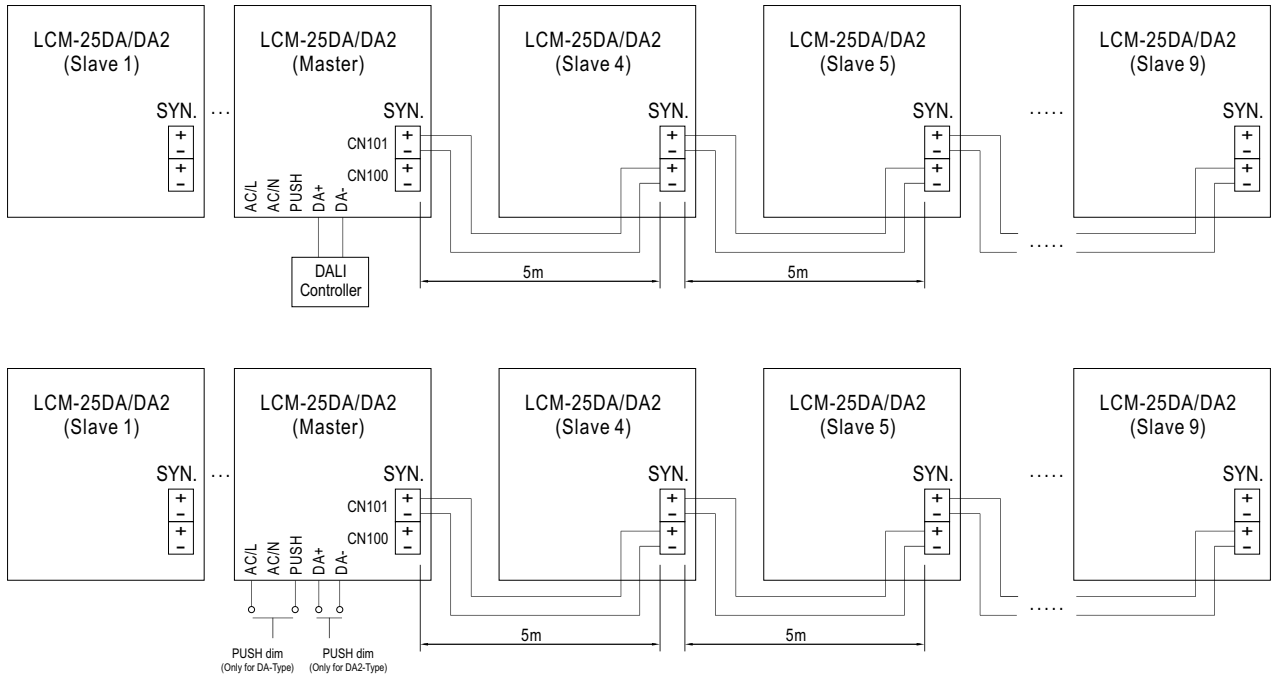 LCM-25DA/DA2
(Slave 1)
SYN.
+
-
+
-
...
LCM-25DA/DA2
(Master)
SYN.
CN101
+
-
CN100
+
-
AC/L
AC/N
PUSH
DA+
DA-
DALI
Controller
LCM-25DA/DA2
(Slave 4)
SYN.
+
-
+
-
5m
LCM-25DA/DA2
(Slave 5)
SYN.
+
-
+
-
5m
.....
.....
LCM-25DA/DA2
(Slave 9)
SYN.
+
-
+
-
LCM-25DA/DA2
(Slave 1)
SYN.
+
-
+
-
...
LCM-25DA/DA2
(Master)
SYN.
CN101
+
-
CN100
+
-
AC/L
AC/N
PUSH
DA+
DA-
PUSH dim
(Only for DA-Type)
PUSH dim
(Only for DA2-Type)
LCM-25DA/DA2
(Slave 4)
SYN.
+
-
+
-
5m
LCM-25DA/DA2
(Slave 5)
SYN.
+
-
+
-
5m
.....
.....
LCM-25DA/DA2
(Slave 9)
SYN.
+
-
+
-